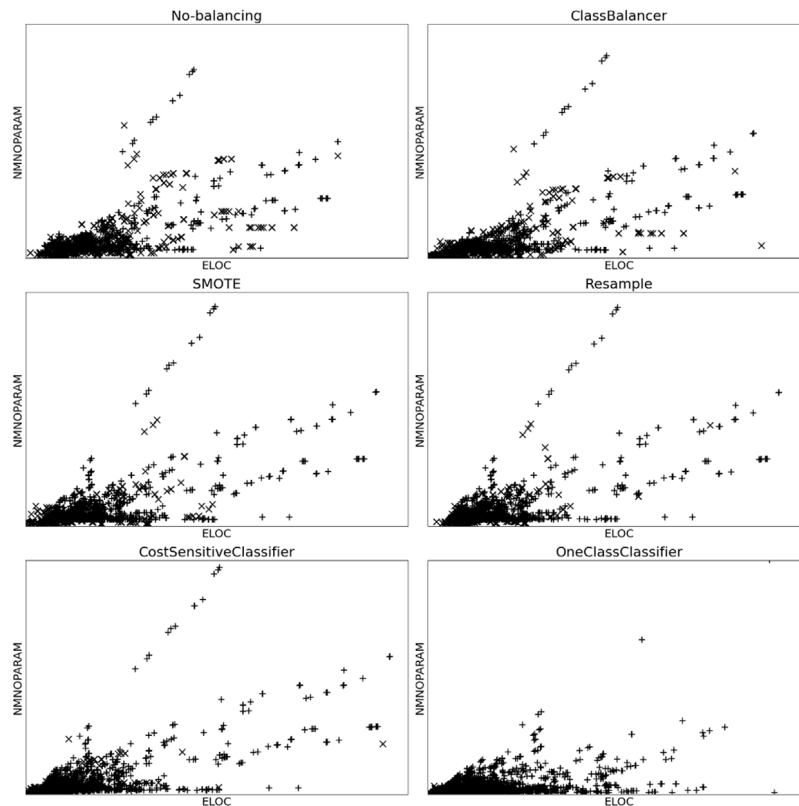 No-balancing
ClassBalancer
NMNOPARAM
NMNOPARAM
ELOC
ELOC
SMOTE
Resample
NMNOPARAM
NMNOPARAM
ELOC
ELOC
CostSensitiveClassifier
OneClassClassifier
NMNOPARAM
NMNOPARAM
ELOC
ELOC